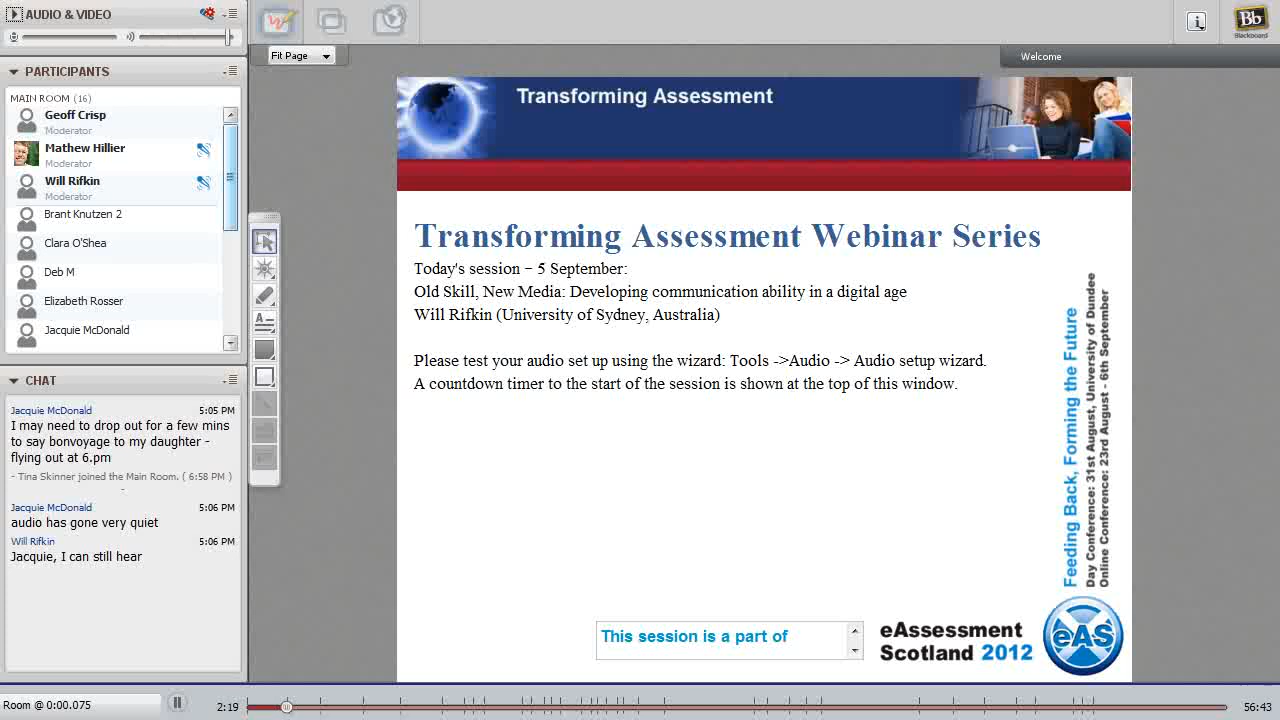 AUDIO & VIDEO
PARTICIPANTS
MAIN ROOM (16)
Geoff Crisp
Moderator
Mathew Hillier
Moderator
Will Rifkin
Moderator
Brant Knutzen 2
Clara O'Shea
Deb M
Elizabeth Rosser
Jacquie McDonald
CHAT
Jacquie McDonald 5:05 PM
I may need to drop out for a few mins
to say bonvoyage to my daughter -
flying out at 6.pm
- Tina Skinner joined the Main Room. ( 6:58 PM )
-
Jacquie McDonald 5:06 PM
audio has gone very quiet
Will Rifkin 5:06 PM
Jacquie, I can still hear
Room @ 0:00.075
2:19
56:43
Fit Page
Welcome
Bb
Blackboard
Transforming Assessment
Transforming Assessment Webinar Series
Today's session – 5 September:
Old Skill, New Media: Developing communication ability in a digital age
Will Rifkin (University of Sydney, Australia)
Please test your audio set up using the wizard: Tools ->Audio -> Audio setup wizard.
A countdown timer to the start of the session is shown at the top of this window.
Feeding Back, Forming the Future
Day Conference: 31st August, University of Dundee
Online Conference: 23rd August - 6th September
This session is a part of
eAssessment
Scotland 2012
eAS